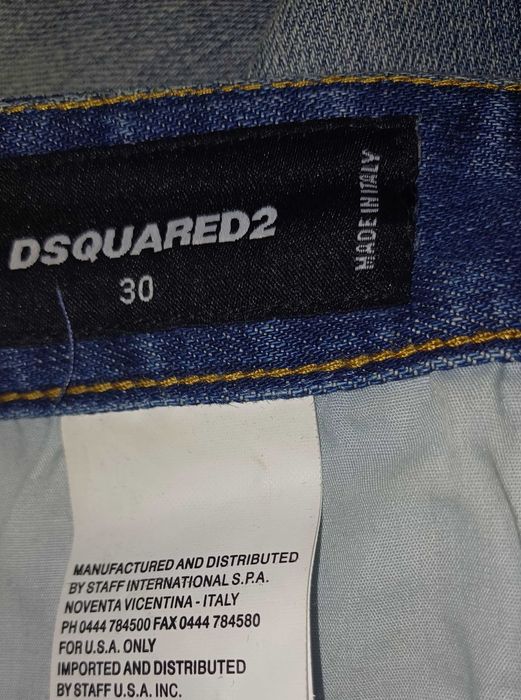 DSQUARED2
30
MADE IN ITALY
MANUFACTURED AND DISTRIBUTED
BY STAFF INTERNATIONAL S.P.A.
NOVENTA VICENTINA - ITALY
PH 0444 784500 FAX 0444 784580
FOR U.S.A. ONLY
IMPORTED AND DISTRIBUTED
BY STAFF U.S.A. INC.